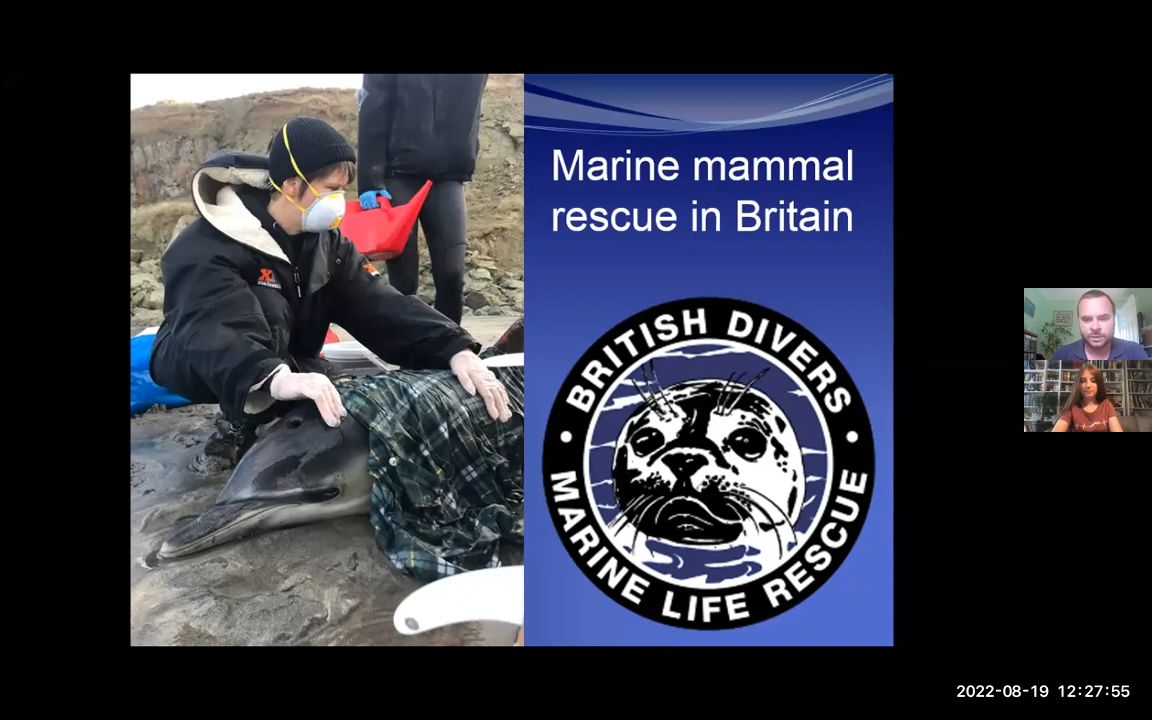 Marine mammal
rescue in Britain
BRITISH DIVERS
MARINE LIFE RESCUE
2022-08-19 12:27:55